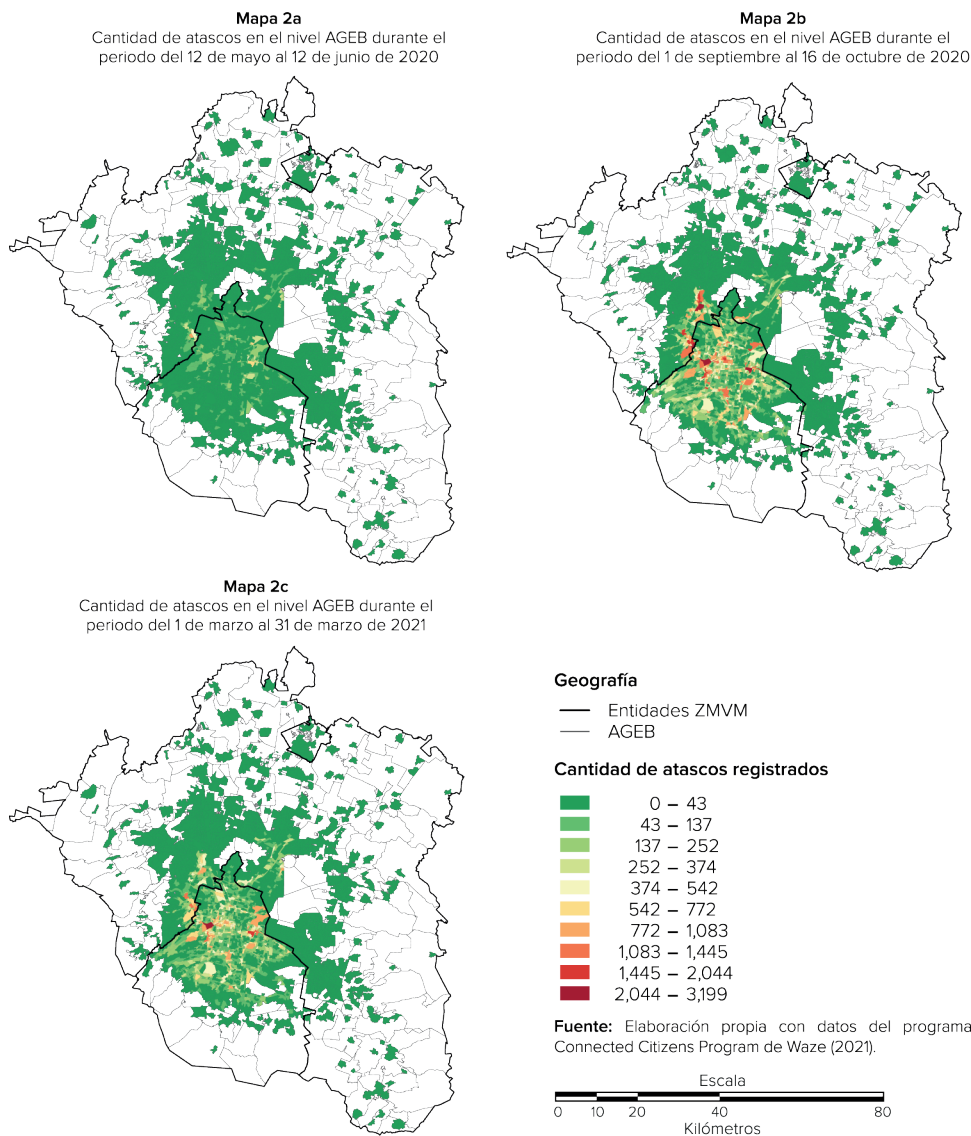 Mapa 2a
Cantidad de atascos en el nivel AGEB durante el
periodo del 12 de mayo al 12 de junio de 2020
Mapa 2b
Cantidad de atascos en el nivel AGEB durante el
periodo del 1 de septiembre al 16 de octubre de 2020
Mapa 2c
Cantidad de atascos en el nivel AGEB durante el
periodo del 1 de marzo al 31 de marzo de 2021
Geografía
Entidades ZMVM
AGEB
Cantidad de atascos registrados
0 – 43
43 – 137
137 – 252
252 – 374
374 – 542
542 – 772
772 – 1,083
1,083 – 1,445
1,445 – 2,044
2,044 – 3,199
Fuente: Elaboración propia con datos del programa
Connected Citizens Program de Waze (2021).
Escala
0 10 20 40 80
Kilómetros